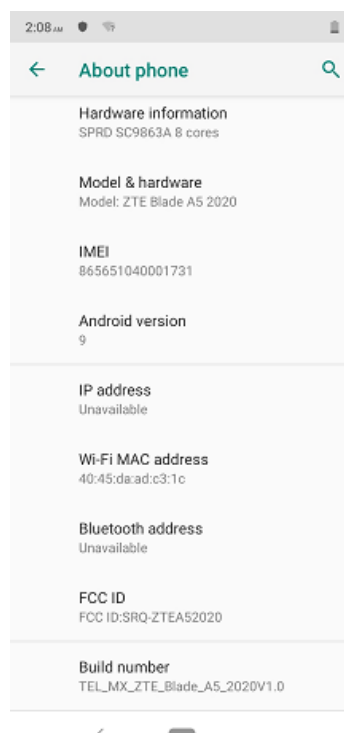 2:08 AM
About phone
Hardware information
SPRD SC9863A 8 cores
Model & hardware
Model: ZTE Blade A5 2020
IMEI
865651040001731
Android version
9
IP address
Unavailable
Wi-Fi MAC address
40:45:da:ad:c3:1c
Bluetooth address
Unavailable
FCC ID
FCC ID:SRQ-ZTEA52020
Build number
TEL_MX_ZTE_Blade_A5_2020V1.0